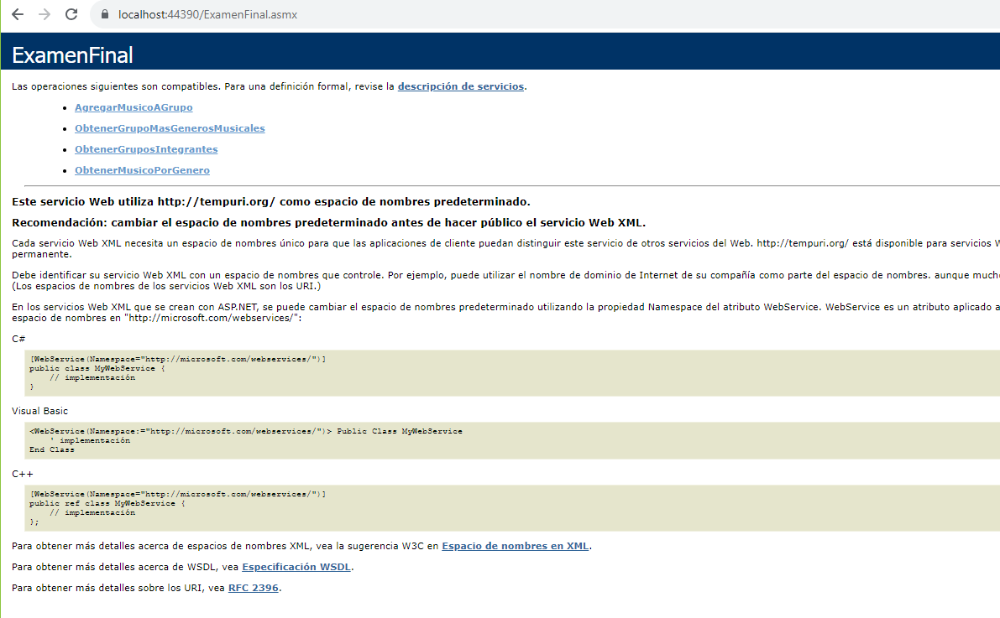 localhost:44390/ExamenFinal.asmx
ExamenFinal
Las operaciones siguientes son compatibles. Para una definición formal, revise la descripción de servicios.
AgregarMusicoAGrupo
ObtenerGrupoMasGenerosMusicales
ObtenerGruposIntegrantes
ObtenerMusicoPorGenero
Este servicio Web utiliza http://tempuri.org/ como espacio de nombres predeterminado.
Recomendación: cambiar el espacio de nombres predeterminado antes de hacer público el servicio Web XML.
Cada servicio Web XML necesita un espacio de nombres único para que las aplicaciones de cliente puedan distinguir este servicio de otros servicios del Web. http://tempuri.org/ está disponible para servicios
permanente.
Debe identificar su servicio Web XML con un espacio de nombres que controle. Por ejemplo, puede utilizar el nombre de dominio de Internet de su compañía como parte del espacio de nombres. aunque
(Los espacios de nombres de los servicios Web XML son los URI.)
En los servicios Web XML que se crean con ASP.NET, se puede cambiar el espacio de nombres predeterminado utilizando la propiedad Namespace del atributo WebService. WebService es un atributo aplicado a
espacio de nombres en "http://microsoft.com/webservices/":
C#
[WebService(Namespace="http://microsoft.com/webservices/")]
public class MyWebService {
// implementación
}
Visual Basic
<WebService(Namespace:="http://microsoft.com/webservices/")> Public Class MyWebService
' implementación
End Class
C++
[WebService(Namespace="http://microsoft.com/webservices/")]
public ref class MyWebService {
// implementación
};
Para obtener más detalles acerca de espacios de nombres XML, vea la sugerencia W3C en Espacio de nombres en XML.
Para obtener más detalles acerca de WSDL, vea Especificación WSDL.
Para obtener más detalles sobre los URI, vea RFC 2396.